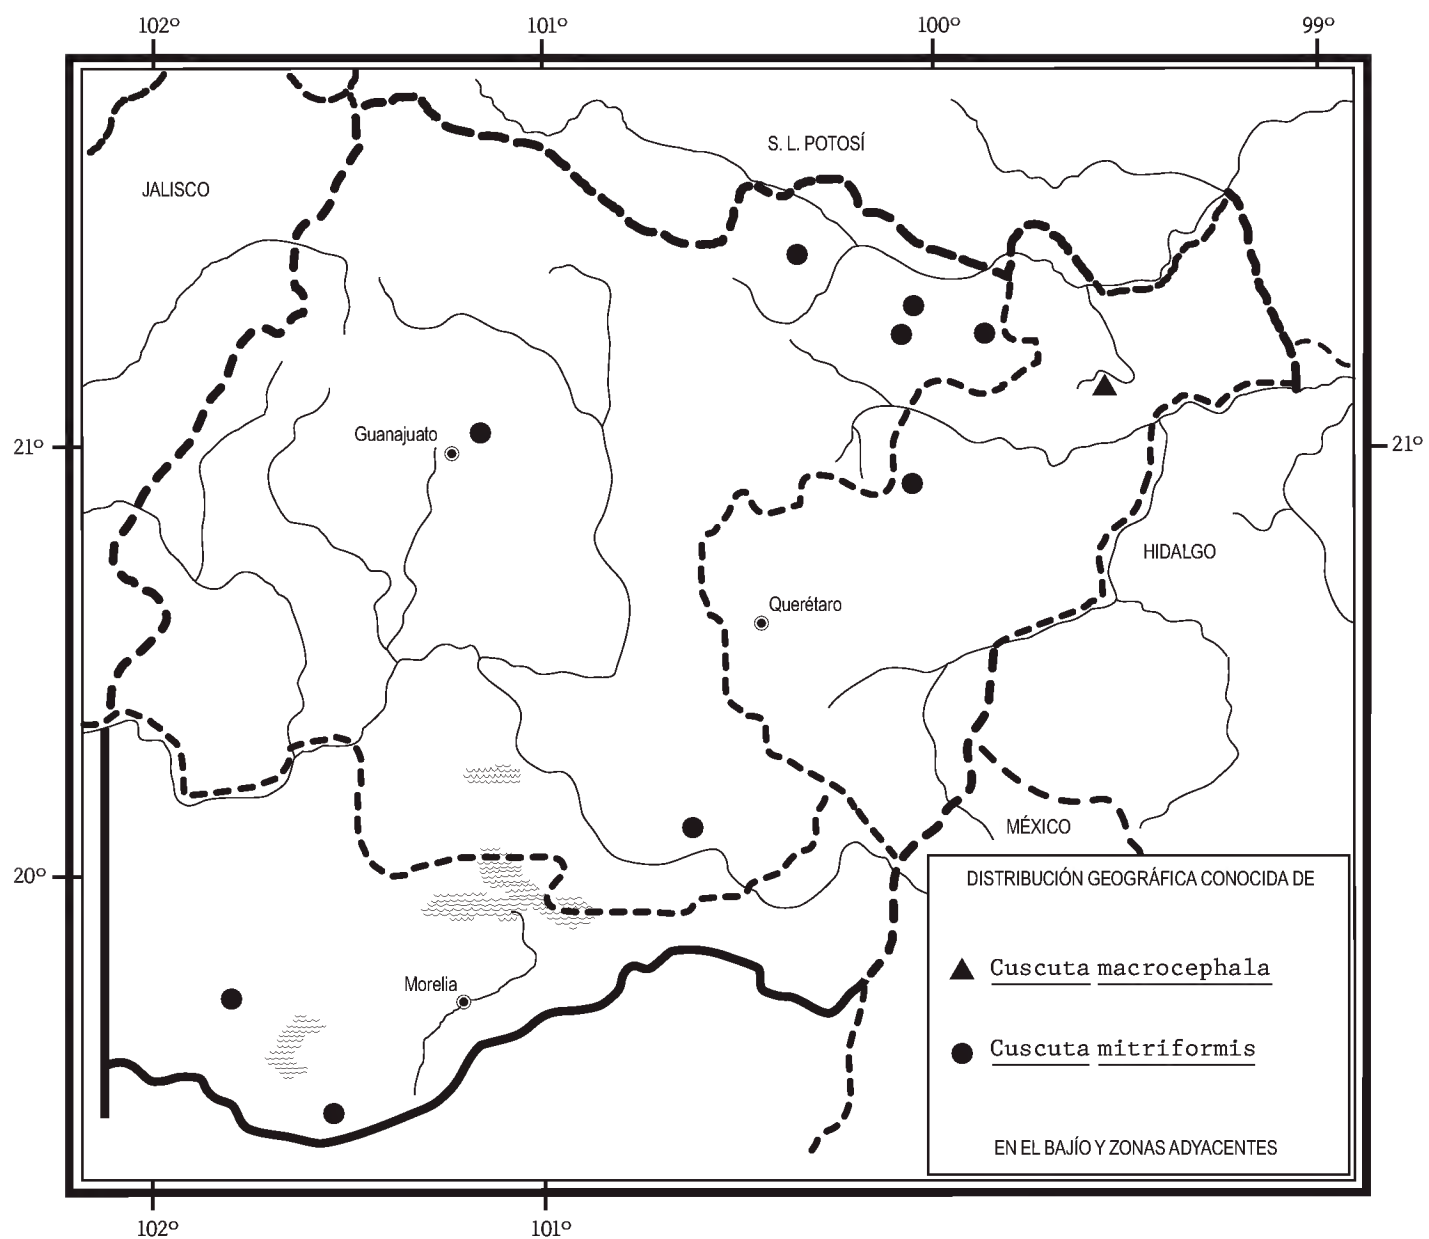 102º 101º 100º 99º
S. L. POTOSÍ
JALISCO
Guanajuato
21º 21º
HIDALGO
Querétaro
MÉXICO
20º
DISTRIBUCIÓN GEOGRÁFICA CONOCIDA DE
Cuscuta macrocephala
Morelia
Cuscuta mitriformis
EN EL BAJÍO Y ZONAS ADYACENTES
102º 101º